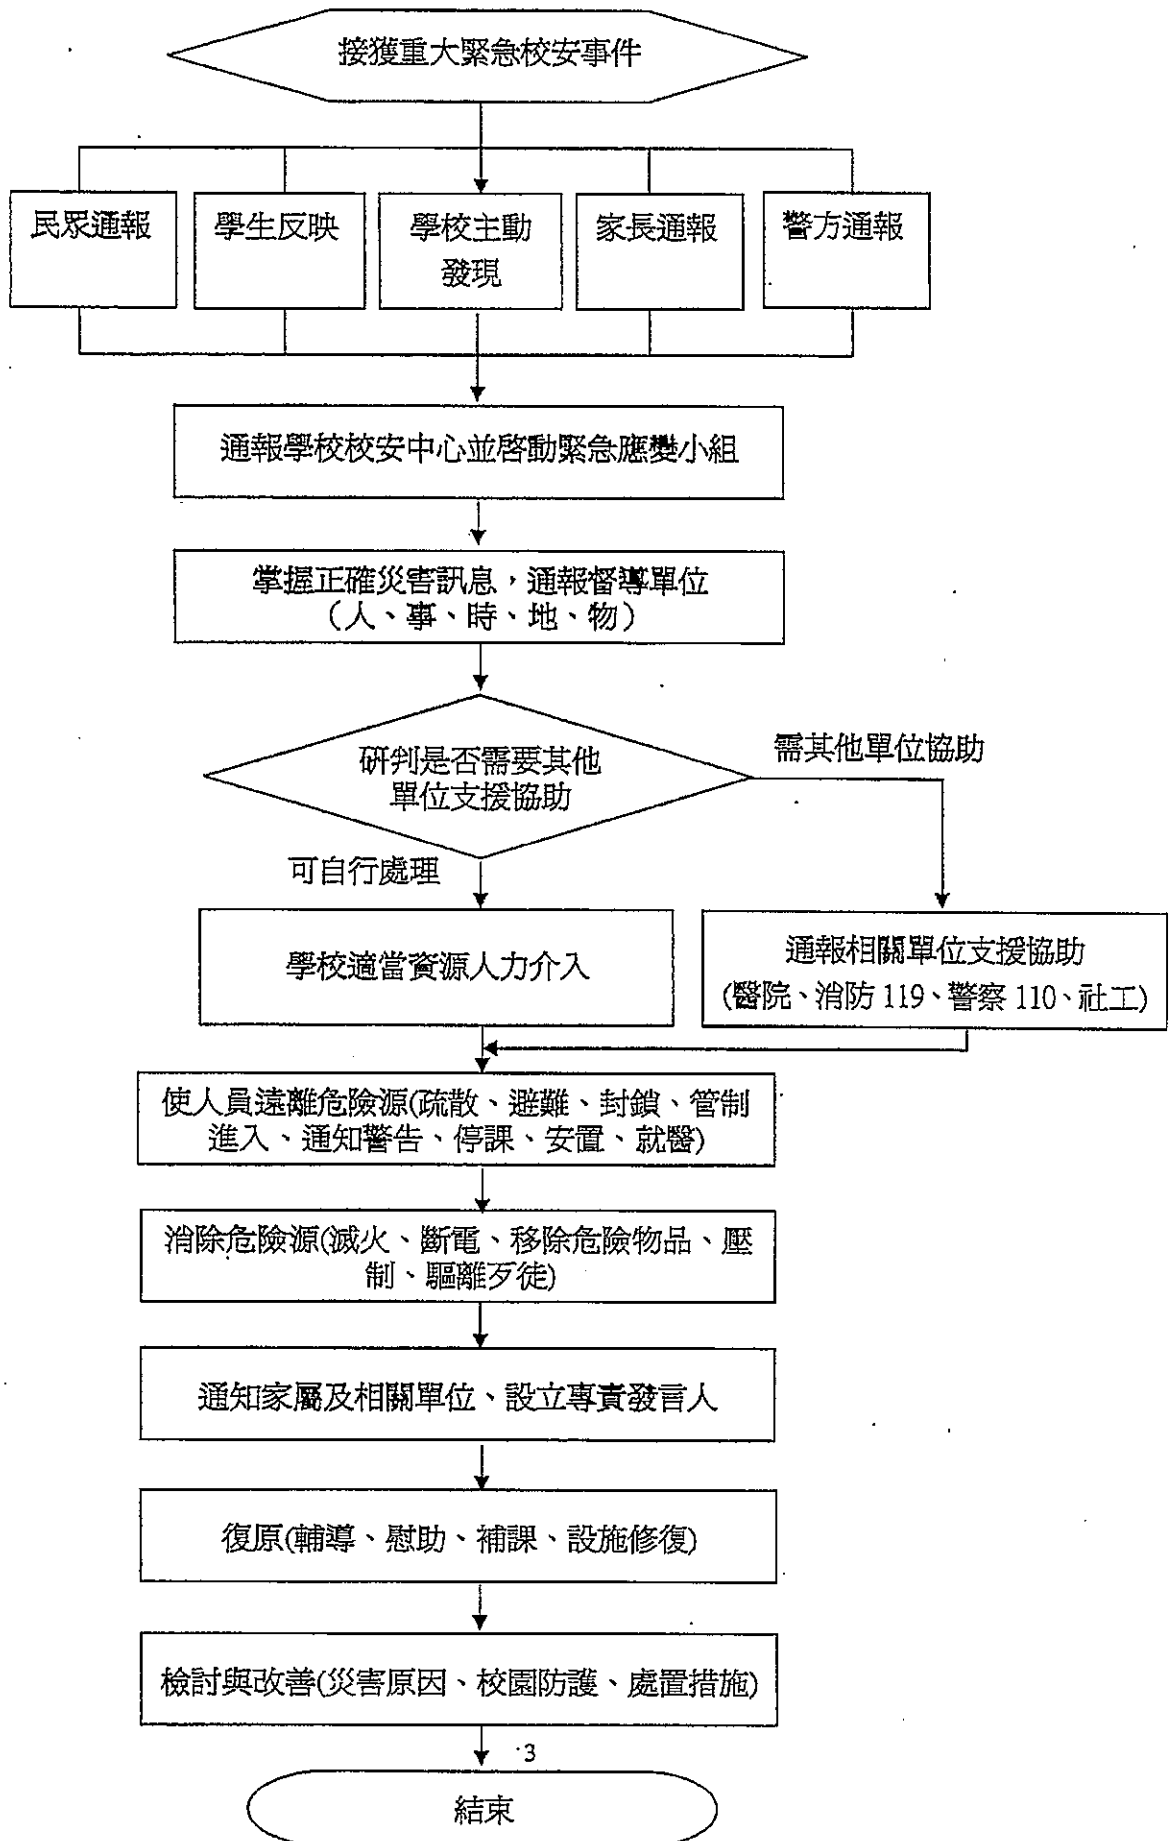 接獲重大緊急校安事件
民眾通報
學生反映
學校主動
發現
家長通報
警方通報
通報學校校安中心並啓動緊急應變小組
掌握正確災害訊息，通報督導單位
（人、事、時、地、物）
研判是否需要其他
單位支援協助
需其他單位協助
可自行處理
學校適當資源人力介入
通報相關單位支援協助
(醫院、消防 119、警察 110、社工)
使人員遠離危險源(疏散、避難、封鎖、管制
進入、通知警告、停課、安置、就醫)
消除危險源(滅火、斷電、移除危險物品、壓
制、驅離歹徒)
通知家屬及相關單位、設立專責發言人
復原(輔導、慰助、補課、設施修復)
檢討與改善(災害原因、校園防護、處置措施)
3
結束